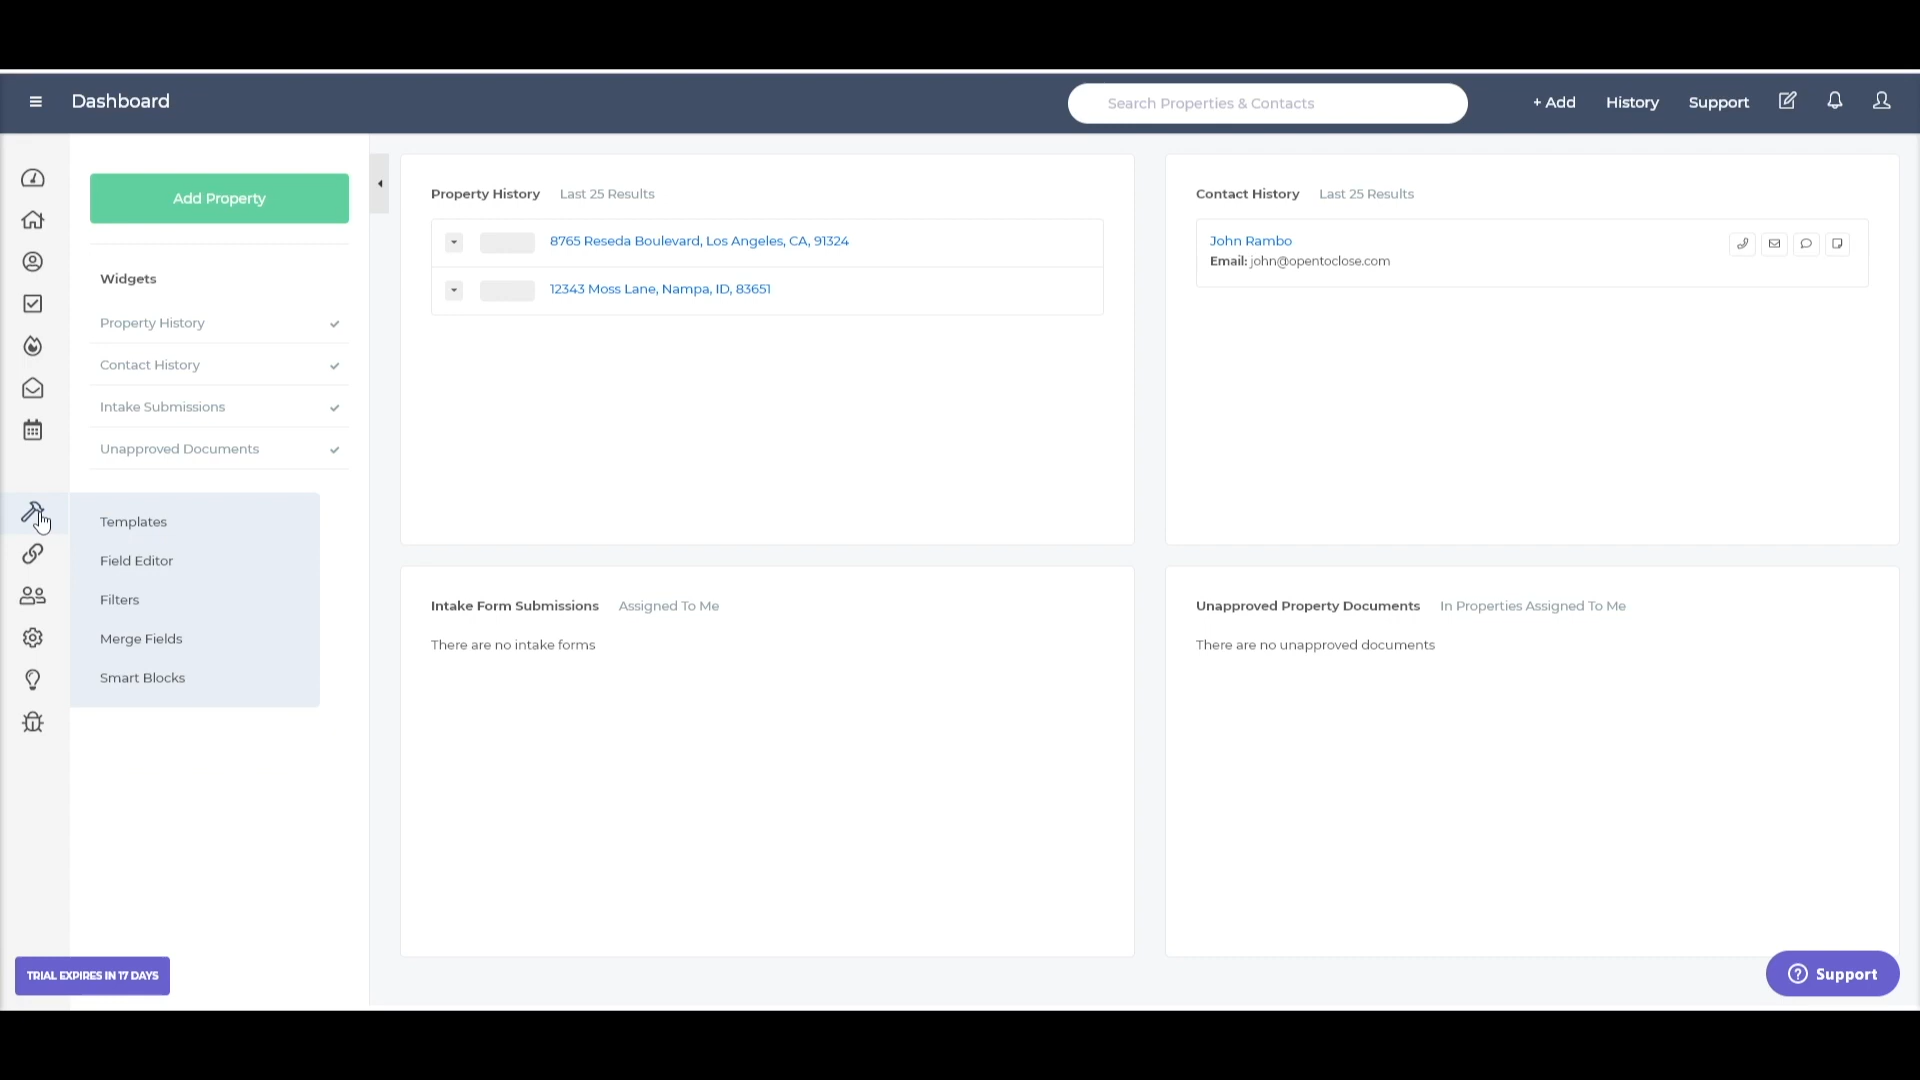 Dashboard
Search Properties & Contacts
+ Add
History
Support
Add Property
Widgets
Property History
Contact History
Intake Submissions
Unapproved Documents
Templates
Field Editor
Filters
Merge Fields
Smart Blocks
TRIAL EXPIRES IN 17 DAYS
Property History Last 25 Results
8765 Reseda Boulevard, Los Angeles, CA, 91324
12343 Moss Lane, Nampa, ID, 83651
Contact History Last 25 Results
John Rambo
Email: john@opentoclose.com
Intake Form Submissions Assigned To Me
There are no intake forms
Unapproved Property Documents In Properties Assigned To Me
There are no unapproved documents
Support